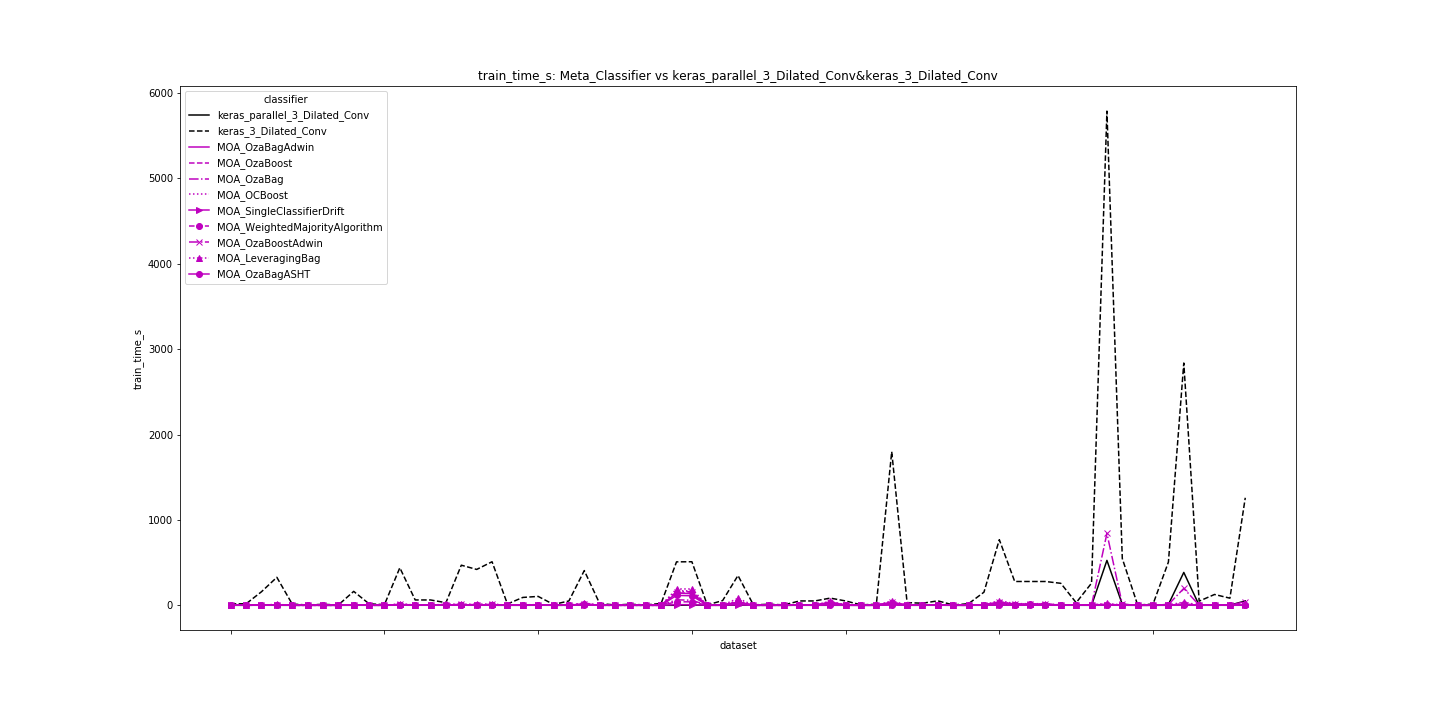 train_time_s: Meta_Classifier vs keras_parallel_3_Dilated_Conv&keras_3_Dilated_Conv
6000
5000
4000
3000
2000
1000
0
train_time_s
classifier
keras_parallel_3_Dilated_Conv
keras_3_Dilated_Conv
MOA_OzaBagAdwin
MOA_OzaBoost
MOA_OzaBag
MOA_OCBoost
MOA_SingleClassifierDrift
MOA_WeightedMajorityAlgorithm
MOA_OzaBoostAdwin
MOA_LeveragingBag
MOA_OzaBagASHT
dataset